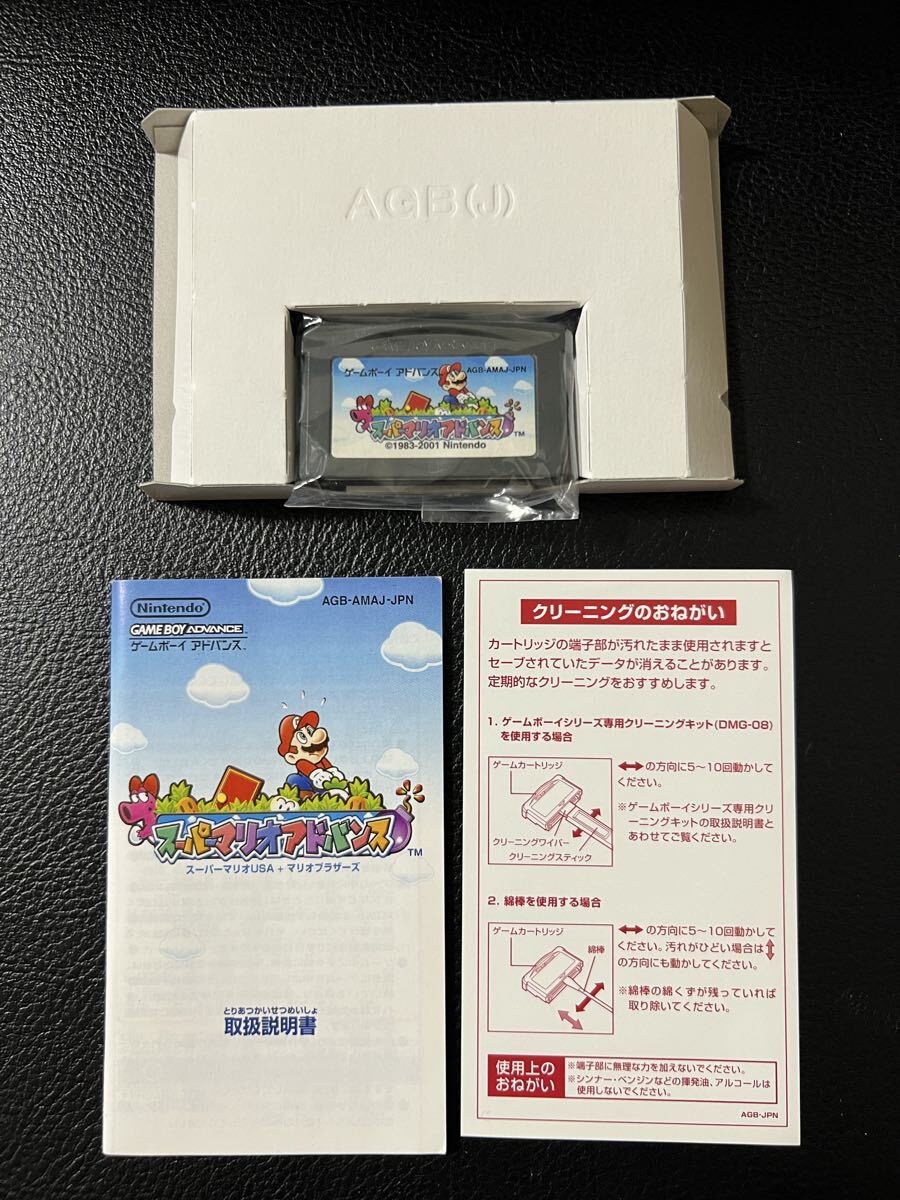 AGB(J)
ゲームボーイ アドバンス™ AGB-AMAJ-JPN
スーパーマリオアドバンス™
©1983-2001 Nintendo
Nintendo
AGB-AMAJ-JPN
GAME BOY ADVANCE
ゲームボーイ アドバンス™
スーパーマリオアドバンス™
スーパーマリオUSA + マリオブラザーズ
とりあつかいせつめいしょ
取扱説明書
クリーニングのおねがい
カートリッジの端子部が汚れたまま使用されますと
セーブされていたデータが消えることがあります。
定期的なクリーニングをおすすめします。
1. ゲームボーイシリーズ専用クリーニングキット(DMG-08)
を使用する場合
ゲームカートリッジ
クリーニングワイパー
クリーニングスティック
↔の方向に5～10回動かして
ください。
※ゲームボーイシリーズ専用クリ
ーニングキットの取扱説明書と
あわせてご覧ください。
2. 綿棒を使用する場合
ゲームカートリッジ
綿棒
↔の方向に5～10回動かして
ください。汚れがひどい場合は↕
の方向にも動かしてください。
※綿棒の綿くずが残っていれば
取り除いてください。
使用上の
おねがい
※端子部に無理な力を加えないでください。
※シンナー・ベンジンなどの揮発油、アルコールは
使用しないでください。
AGB-JPN